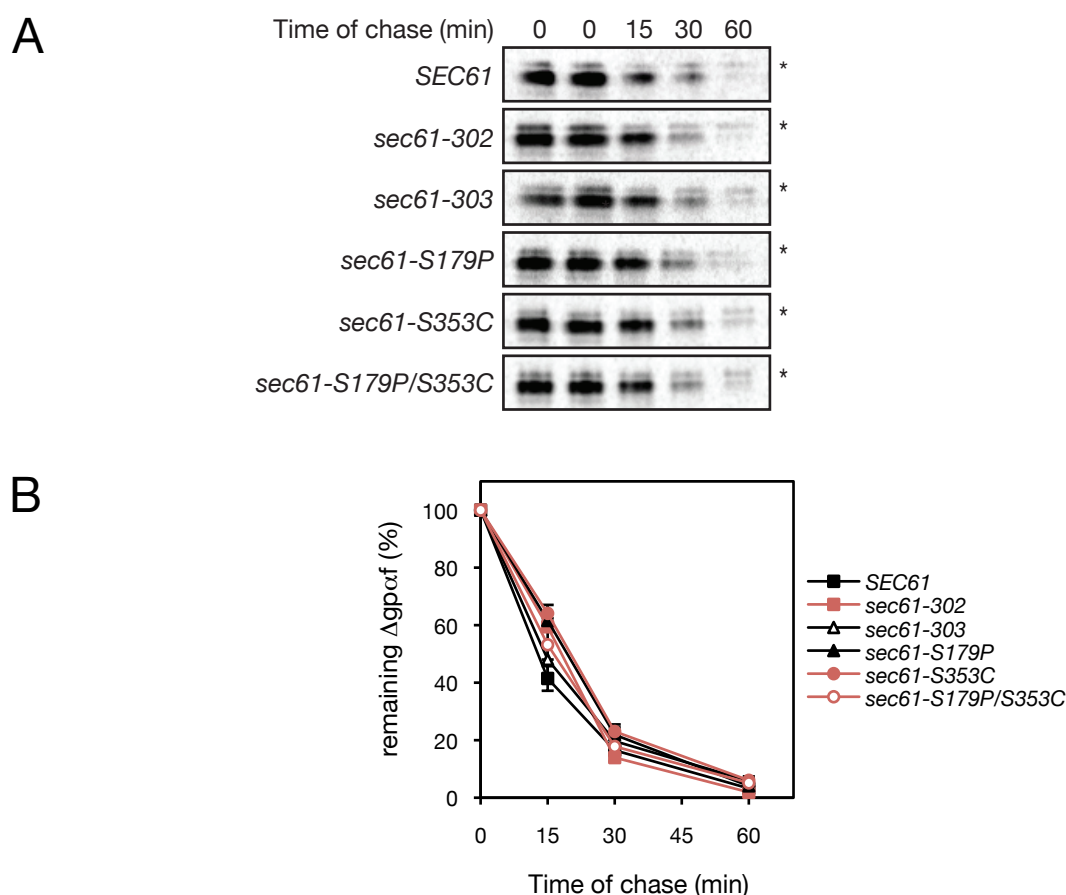 A
Time of chase (min) 0 0 15 30 60
SEC61 *
sec61-302 *
sec61-303 *
sec61-S179P *
sec61-S353C *
sec61-S179P/S353C *
B
remaining Δgpαf (%)
100
80
60
40
20
0
0 15 30 45 60
Time of chase (min)
SEC61
sec61-302
sec61-303
sec61-S179P
sec61-S353C
sec61-S179P/S353C